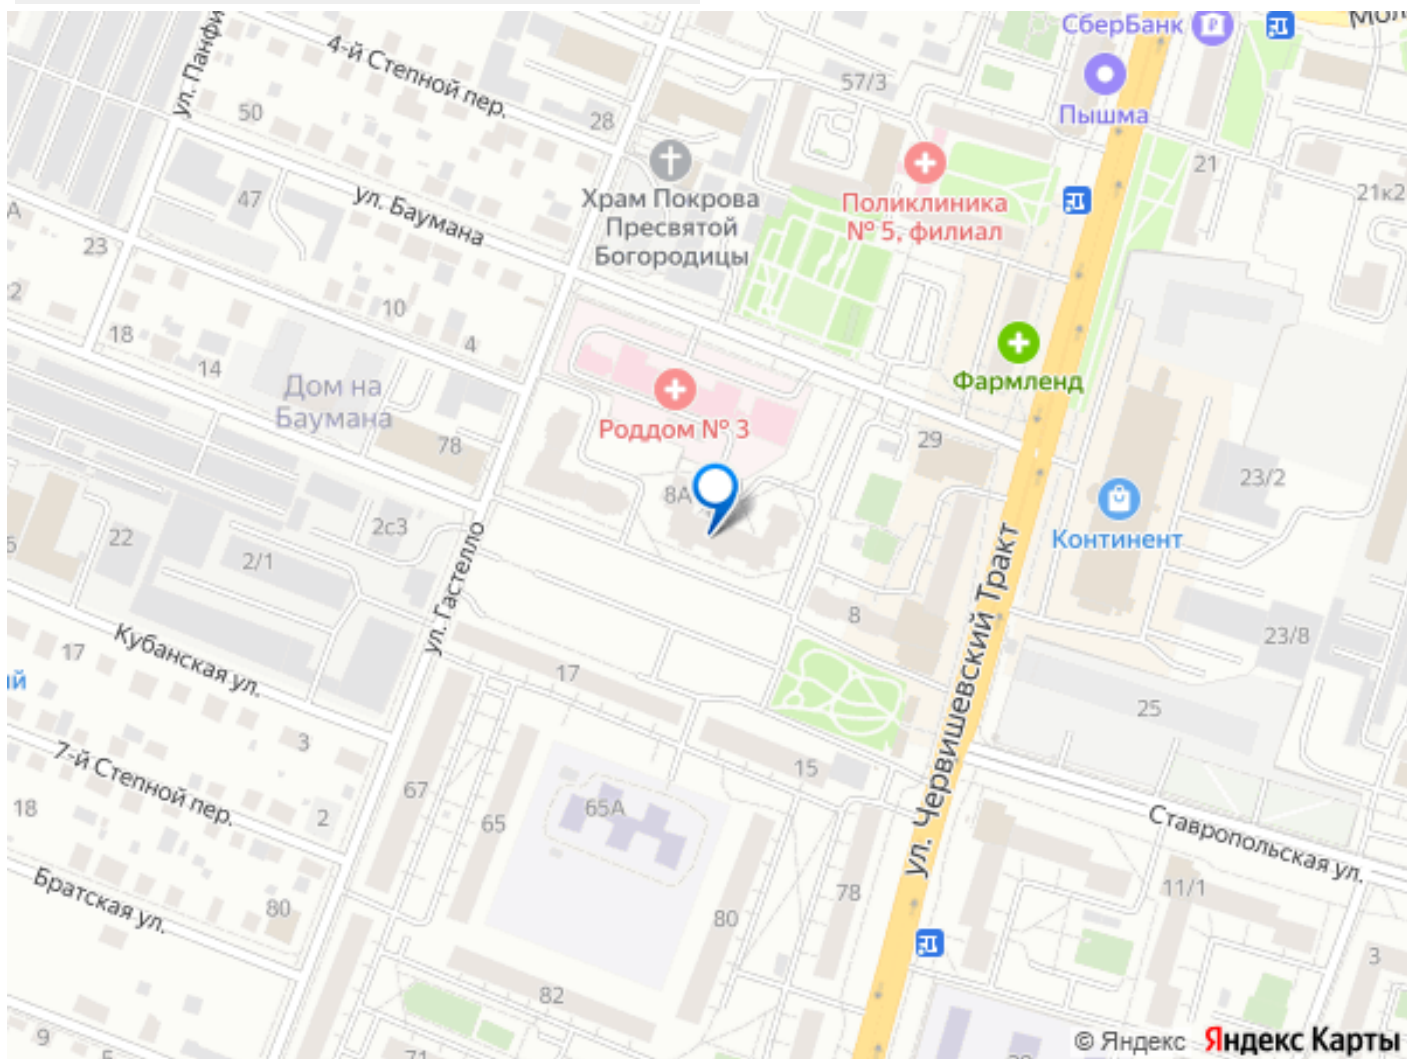 СберБанк
Мол
ул. Панфи
4-й Степной пер.
57/3
Пышма
50
28
21
47
ул. Баумана
Храм Покрова
Пресвятой
Богородицы
Поликлиника
№ 5, филиал
21к2
А
23
2
10
18
4
14
Дом на
Баумана
Фармленд
Роддом № 3
78
29
8А
23/2
2с3
22
2/1
ул. Гастелло
Континент
ул. Червишевский Тракт
8
23/8
Кубанская ул.
17
ий
17
25
3
7-й Степной пер.
15
67
18
2
65
65А
Ставропольская ул.
Братская ул.
80
11/1
78
80
3
82
9
71
© Яндекс Яндекс Карты